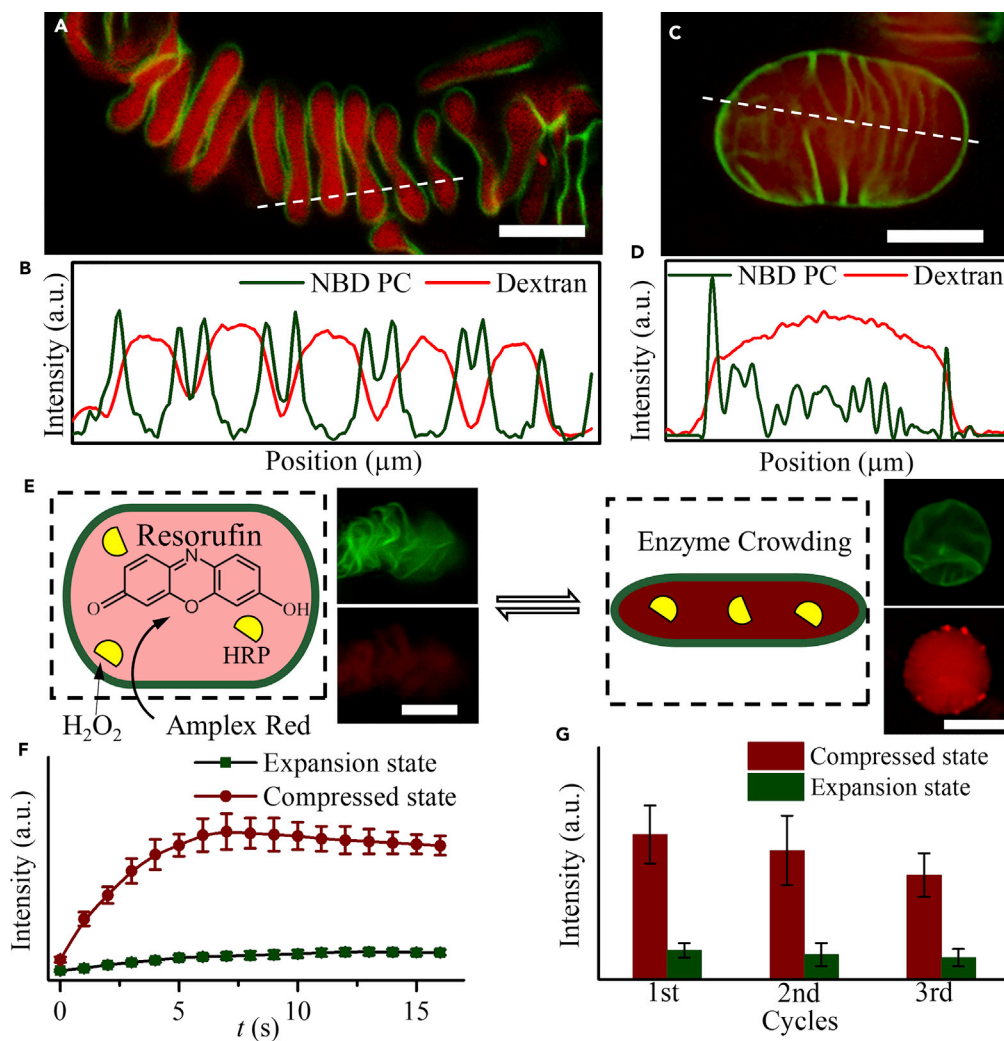 A
C
B
NBD PC
Dextran
Intensity (a.u.)
Position (μm)
D
NBD PC
Dextran
Intensity (a.u.)
Position (μm)
E
Resorufin
N
O
O
OH
HRP
H₂O₂
Amplex Red
Enzyme Crowding
F
Expansion state
Compressed state
Intensity (a.u.)
0 5 10 15
t (s)
G
Compressed state
Expansion state
Intensity (a.u.)
1st 2nd 3rd
Cycles